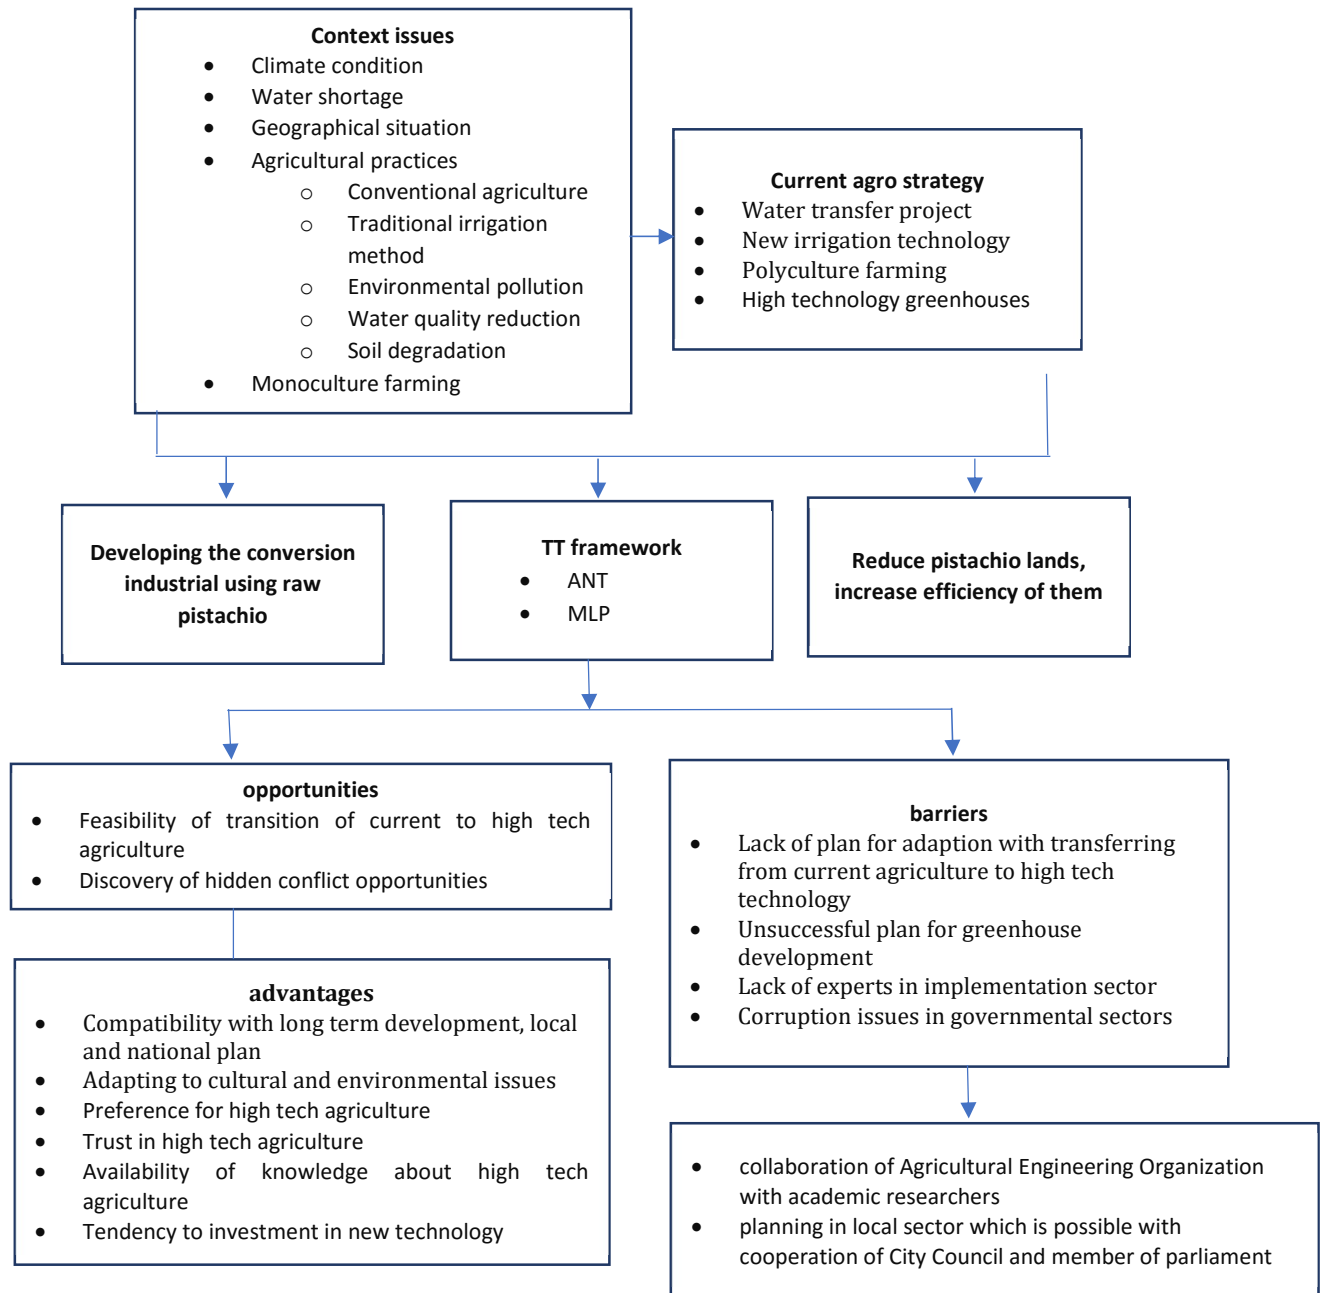 Context issues
• Climate condition
• Water shortage
• Geographical situation
• Agricultural practices
o Conventional agriculture
o Traditional irrigation
method
o Environmental pollution
o Water quality reduction
o Soil degradation
• Monoculture farming
Current agro strategy
• Water transfer project
• New irrigation technology
• Polyculture farming
• High technology greenhouses
Developing the conversion
industrial using raw
pistachio
TT framework
• ANT
• MLP
Reduce pistachio lands,
increase efficiency of them
opportunities
• Feasibility of transition of current to high tech
agriculture
• Discovery of hidden conflict opportunities
barriers
• Lack of plan for adaption with transferring
from current agriculture to high tech
technology
• Unsuccessful plan for greenhouse
development
• Lack of experts in implementation sector
• Corruption issues in governmental sectors
advantages
• Compatibility with long term development, local
and national plan
• Adapting to cultural and environmental issues
• Preference for high tech agriculture
• Trust in high tech agriculture
• Availability of knowledge about high tech
agriculture
• Tendency to investment in new technology
• collaboration of Agricultural Engineering Organization
with academic researchers
• planning in local sector which is possible with
cooperation of City Council and member of parliament